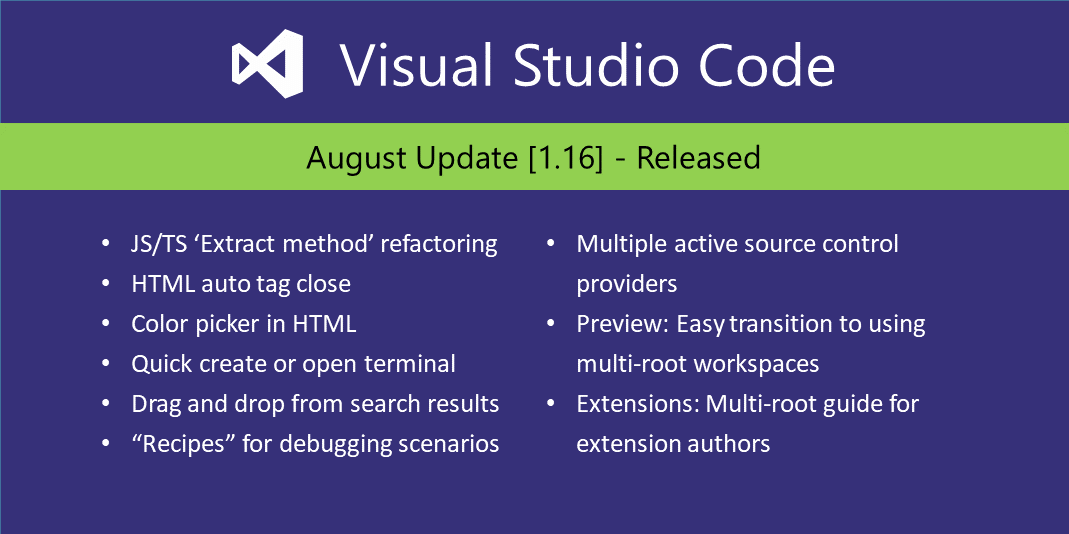 Visual Studio Code
August Update [1.16] - Released
• JS/TS ‘Extract method’ refactoring
• HTML auto tag close
• Color picker in HTML
• Quick create or open terminal
• Drag and drop from search results
• “Recipes” for debugging scenarios
• Multiple active source control
providers
• Preview: Easy transition to using
multi-root workspaces
• Extensions: Multi-root guide for
extension authors